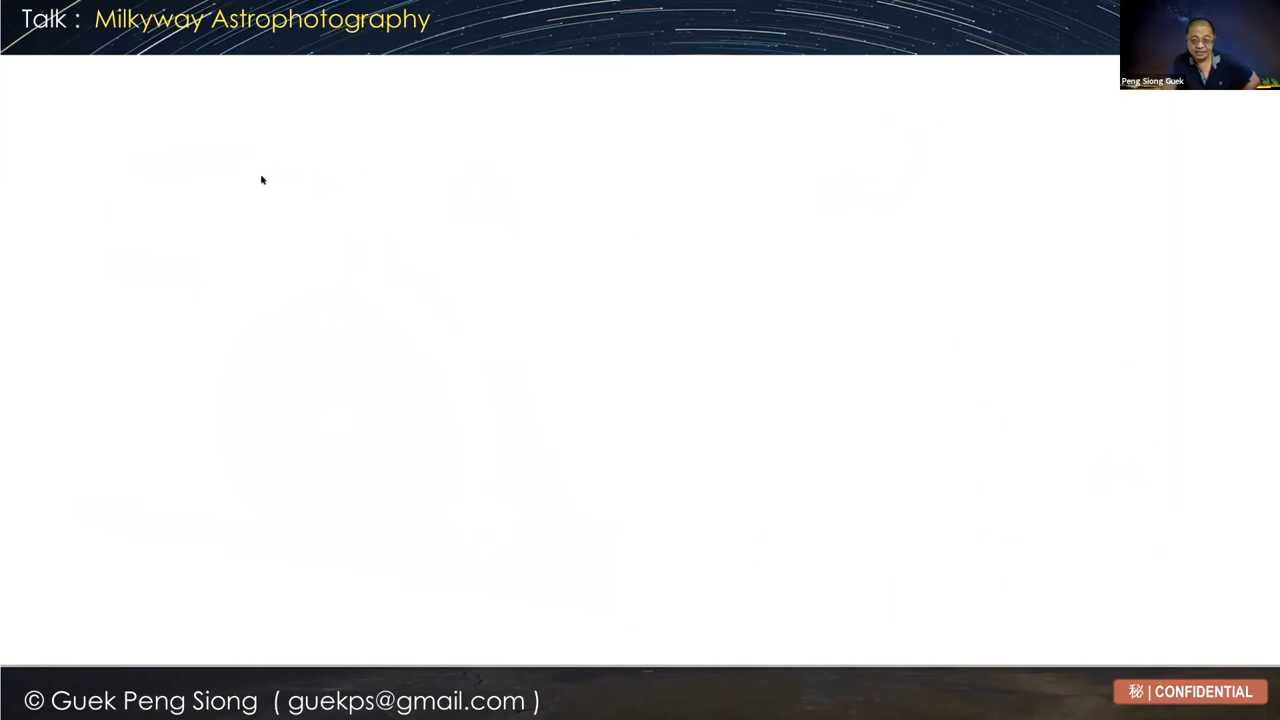 Talk : Milkyway Astrophotography
Peng Siong Guek
© Guek Peng Siong ( guekps@gmail.com )
秘 | CONFIDENTIAL